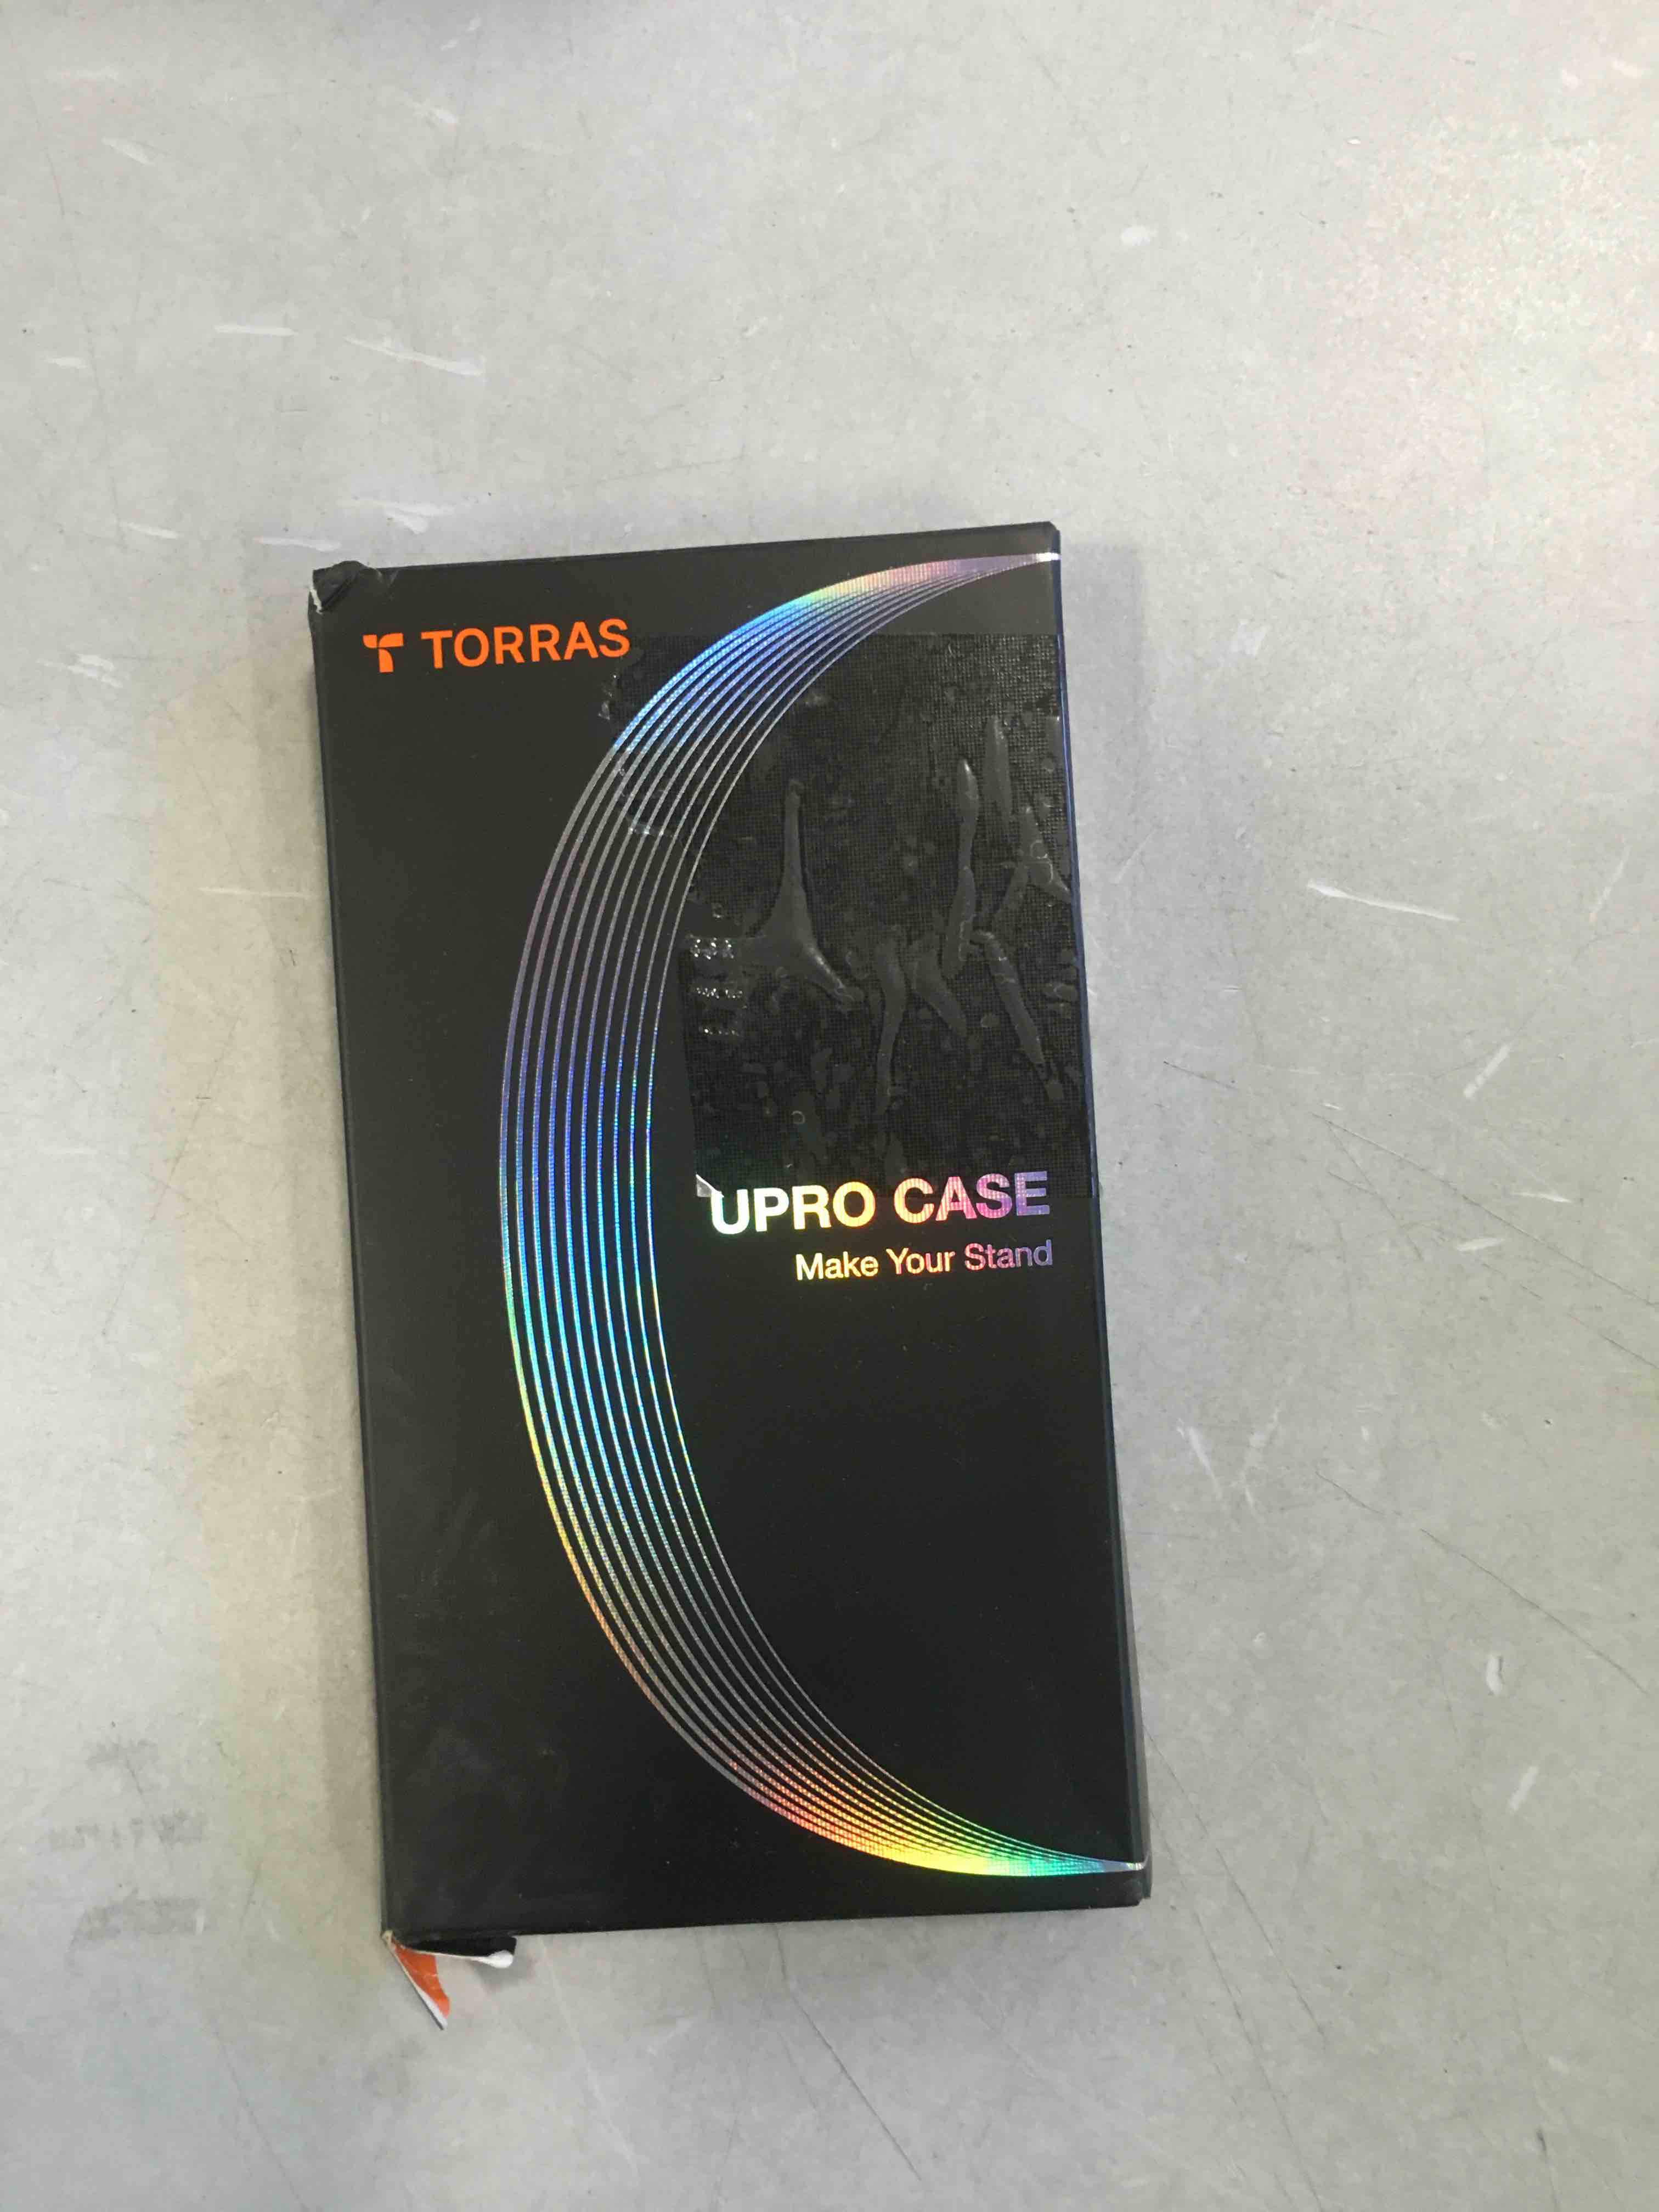 TORRAS
UPRO CASE
Make Your Stand